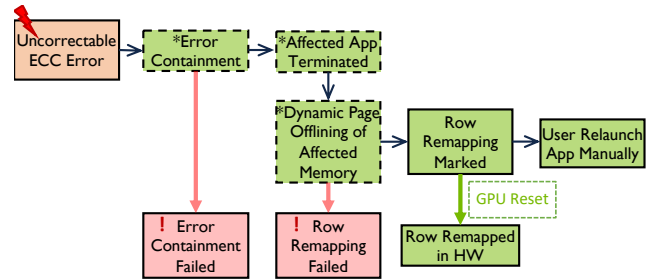 Uncorrectable
ECC Error
*Error
Containment
*Affected App
Terminated
*Dynamic Page
Offlining of
Affected
Memory
Row
Remapping
Marked
User Relaunch
App Manually
GPU Reset
! Error
Containment
Failed
! Row
Remapping
Failed
Row Remapped
in HW